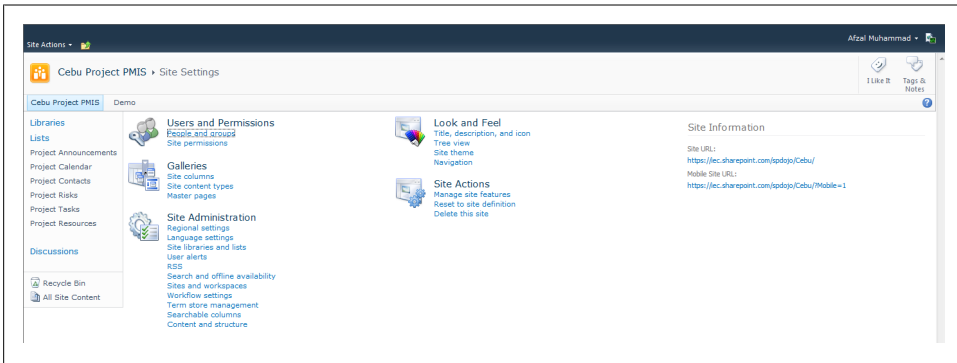 Site Actions
Afzal Muhammad
Cebu Project PMIS ▸ Site Settings
I Like It
Tags & Notes
Cebu Project PMIS
Demo
Libraries
Lists
Project Announcements
Project Calendar
Project Contacts
Project Risks
Project Tasks
Project Resources
Discussions
Recycle Bin
All Site Content
Users and Permissions
People and groups
Site permissions
Galleries
Site columns
Site content types
Master pages
Site Administration
Regional settings
Language settings
Site libraries and lists
User alerts
RSS
Search and offline availability
Sites and workspaces
Workflow settings
Term store management
Searchable columns
Content and structure
Look and Feel
Title, description, and icon
Tree view
Site theme
Navigation
Site Actions
Manage site features
Reset to site definition
Delete this site
Site Information
Site URL:
https://iec.sharepoint.com/spdojo/Cebu/
Mobile Site URL:
https://iec.sharepoint.com/spdojo/Cebu/?Mobile=1